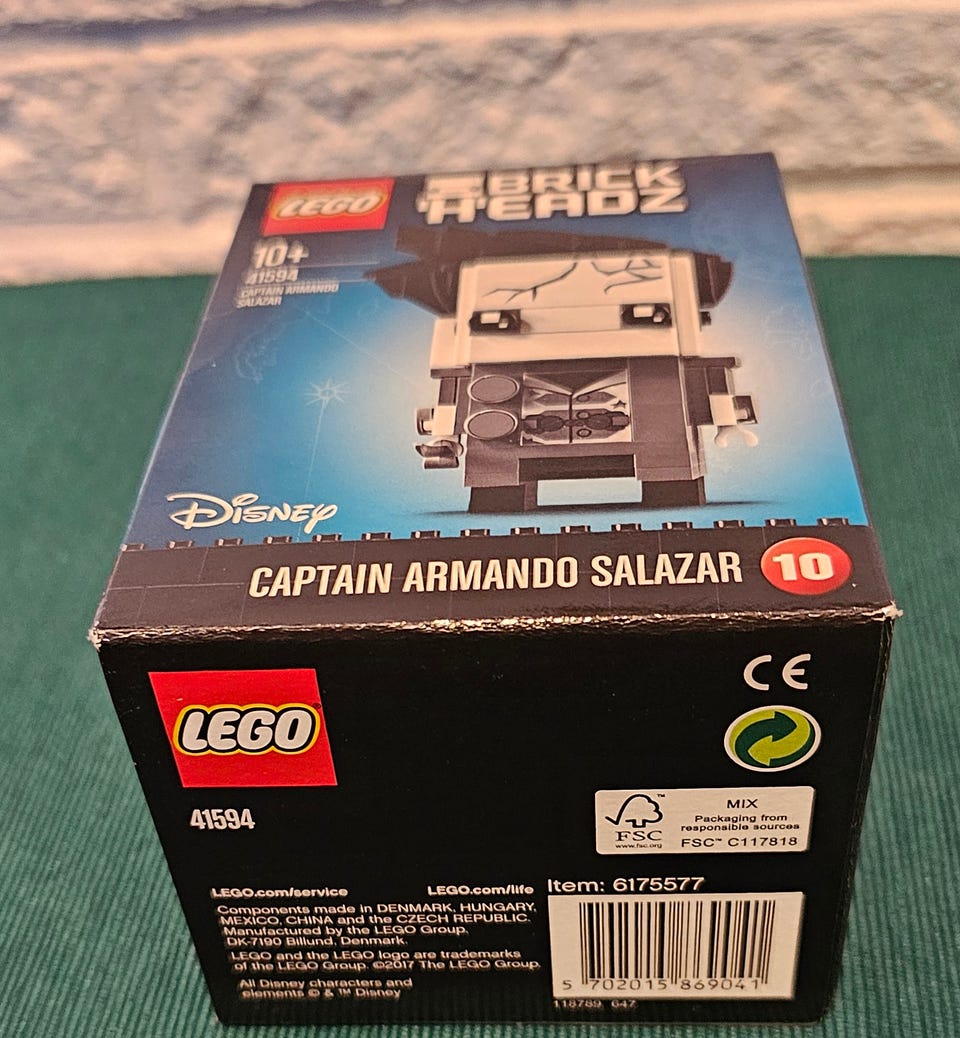 LEGO
BRICK
HEADZ
10+
41594
CAPTAIN ARMANDO
SALAZAR
Disney
CAPTAIN ARMANDO SALAZAR 10
CE
LEGO
41594
FSC™
www.fsc.org
MIX
Packaging from
responsible sources
FSC™ C117818
LEGO.com/service LEGO.com/life
Item: 6175577
Components made in DENMARK, HUNGARY,
MEXICO, CHINA and the CZECH REPUBLIC.
Manufactured by the LEGO Group,
DK-7190 Billund, Denmark.
LEGO and the LEGO logo are trademarks
of the LEGO Group. ©2017 The LEGO Group.
All Disney characters and
elements © & ™ Disney
5 702015 869041
118789 647